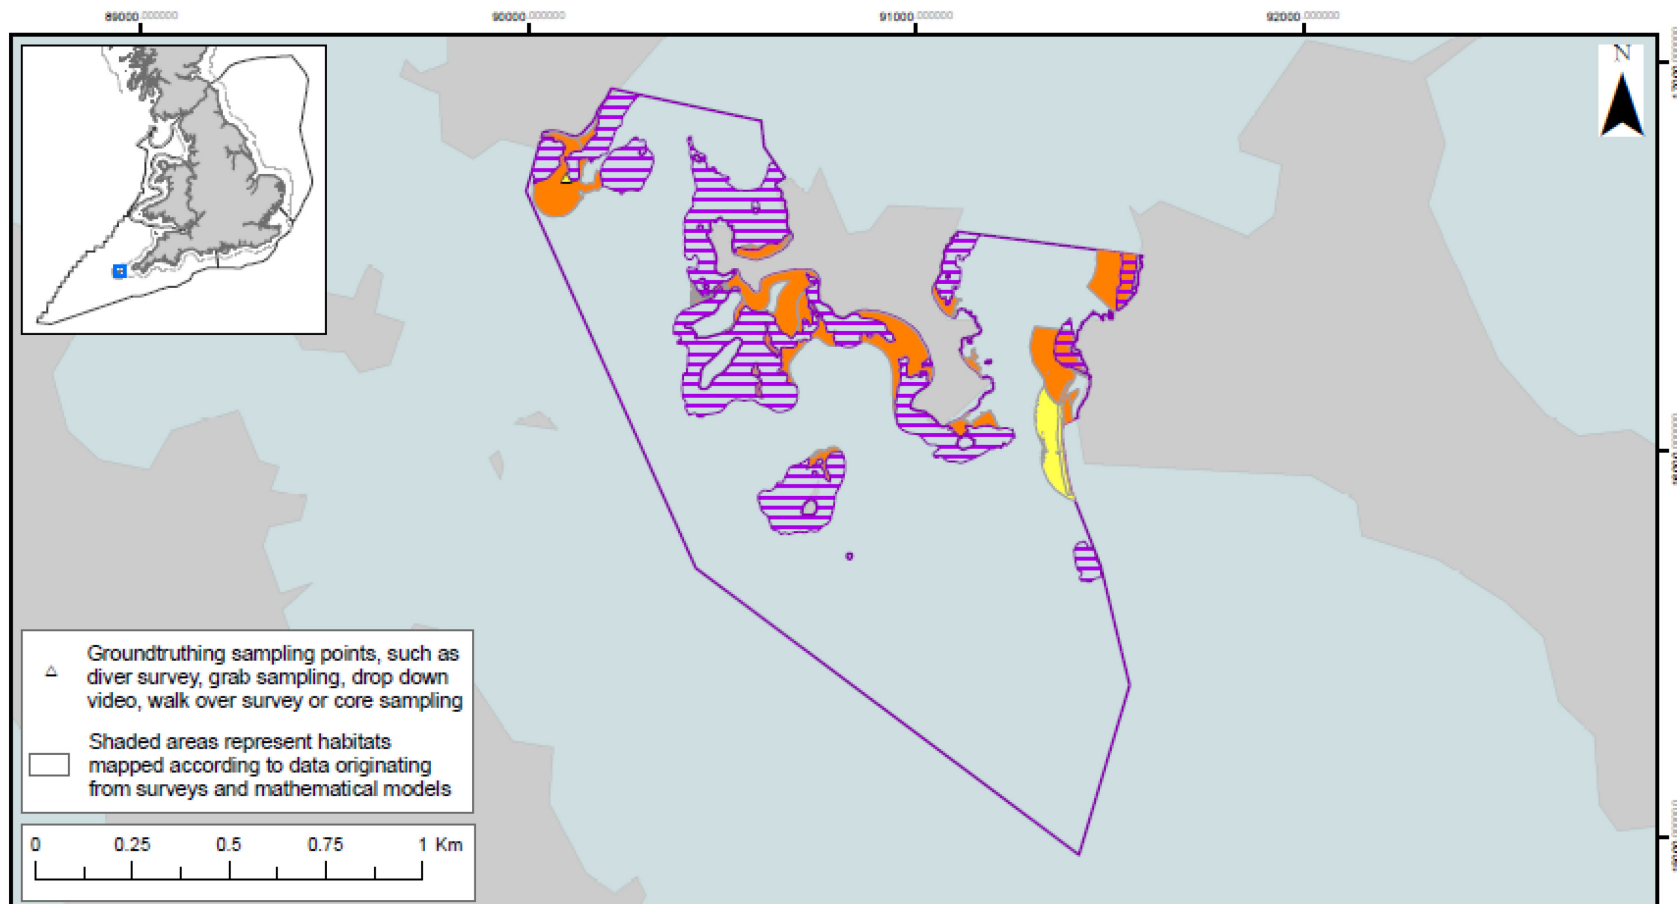 89000.000000 90000.000000 91000.000000 92000.000000
N
Groundtruthing sampling points, such as
diver survey, grab sampling, drop down
video, walk over survey or core sampling
Shaded areas represent habitats
mapped according to data originating
from surveys and mathematical models
0 0.25 0.5 0.75 1 Km